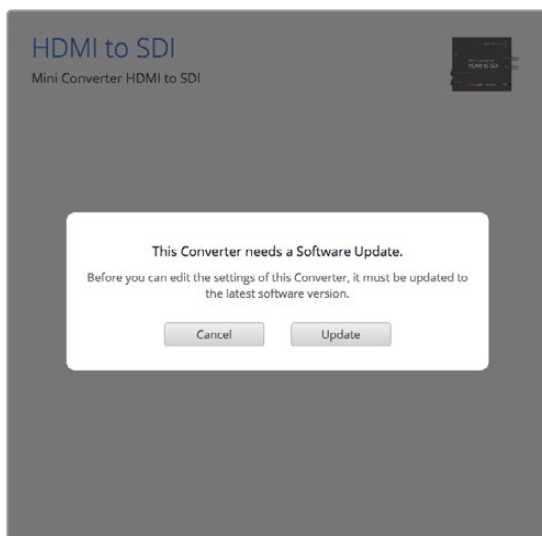 HDMI to SDI
Mini Converter HDMI to SDI
This Converter needs a Software Update.
Before you can edit the settings of this Converter, it must be updated to
the latest software version.
Cancel
Update